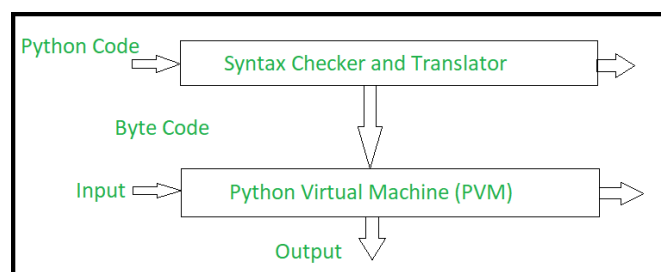 Python Code
Syntax Checker and Translator
Byte Code
Input
Python Virtual Machine (PVM)
Output